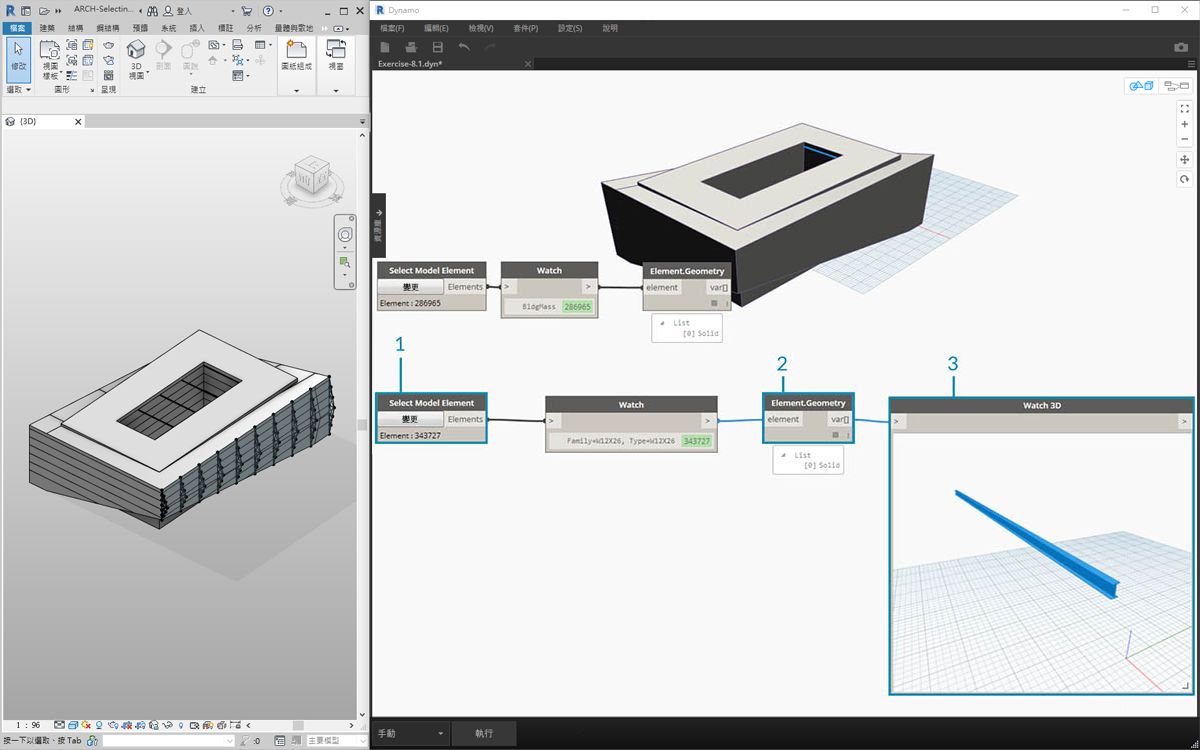 ARCH-Selectin...
登入
檔案 建築 結構 鋼結構 預鑄 系統 插入 標註 分析 量體與敷地
修改
視圖
樣板
3D
視圖
圖紙組成
視窗
選取
圖形
呈現
建立
{3D}
1 : 96
按一下以選取、按 Tab
:0
主要模型
Dynamo
檔案(F) 編輯(E) 檢視(V) 套件(P) 設定(S) 說明
Exercise-8.1.dyn*
資源庫
Select Model Element
變更
Elements
Element : 286965
Watch
>
>
BldgMass 286965
Element.Geometry
element
var[]
List
[0] Solid
1
Select Model Element
變更
Elements
Element : 343727
Watch
>
>
Family=W12X26, Type=W12X26 343727
2
Element.Geometry
element
var[]
List
[0] Solid
3
Watch 3D
>
>
手動
執行